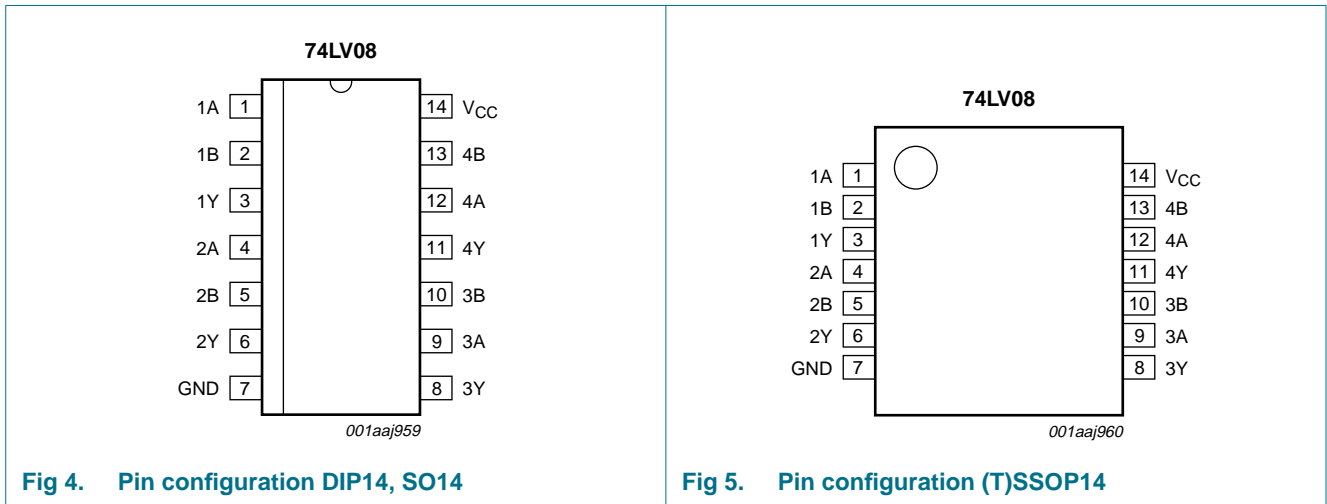 74LV08
1A 1 14 VCC
1B 2 13 4B
1Y 3 12 4A
2A 4 11 4Y
2B 5 10 3B
2Y 6 9 3A
GND 7 8 3Y
001aaj959
Fig 4. Pin configuration DIP14, SO14
74LV08
1A 1 14 VCC
1B 2 13 4B
1Y 3 12 4A
2A 4 11 4Y
2B 5 10 3B
2Y 6 9 3A
GND 7 8 3Y
001aaj960
Fig 5. Pin configuration (T)SSOP14